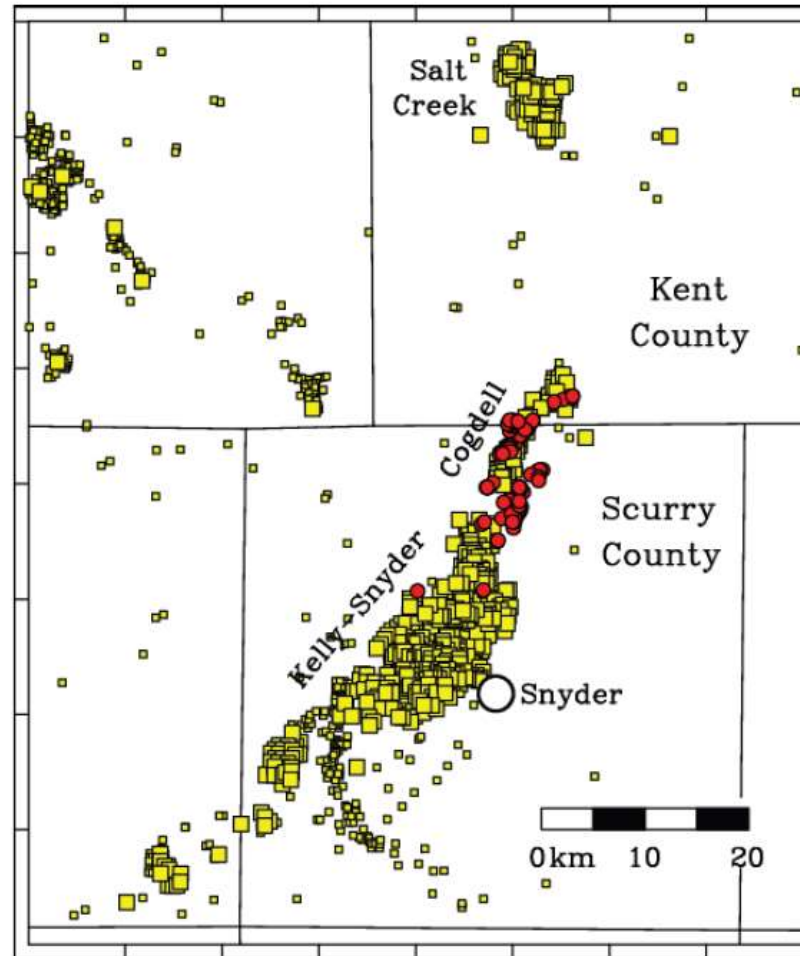 Salt
Creek
Kent
County
Cogdell
Scurry
County
Kelly-Snyder
Snyder
0km 10 20